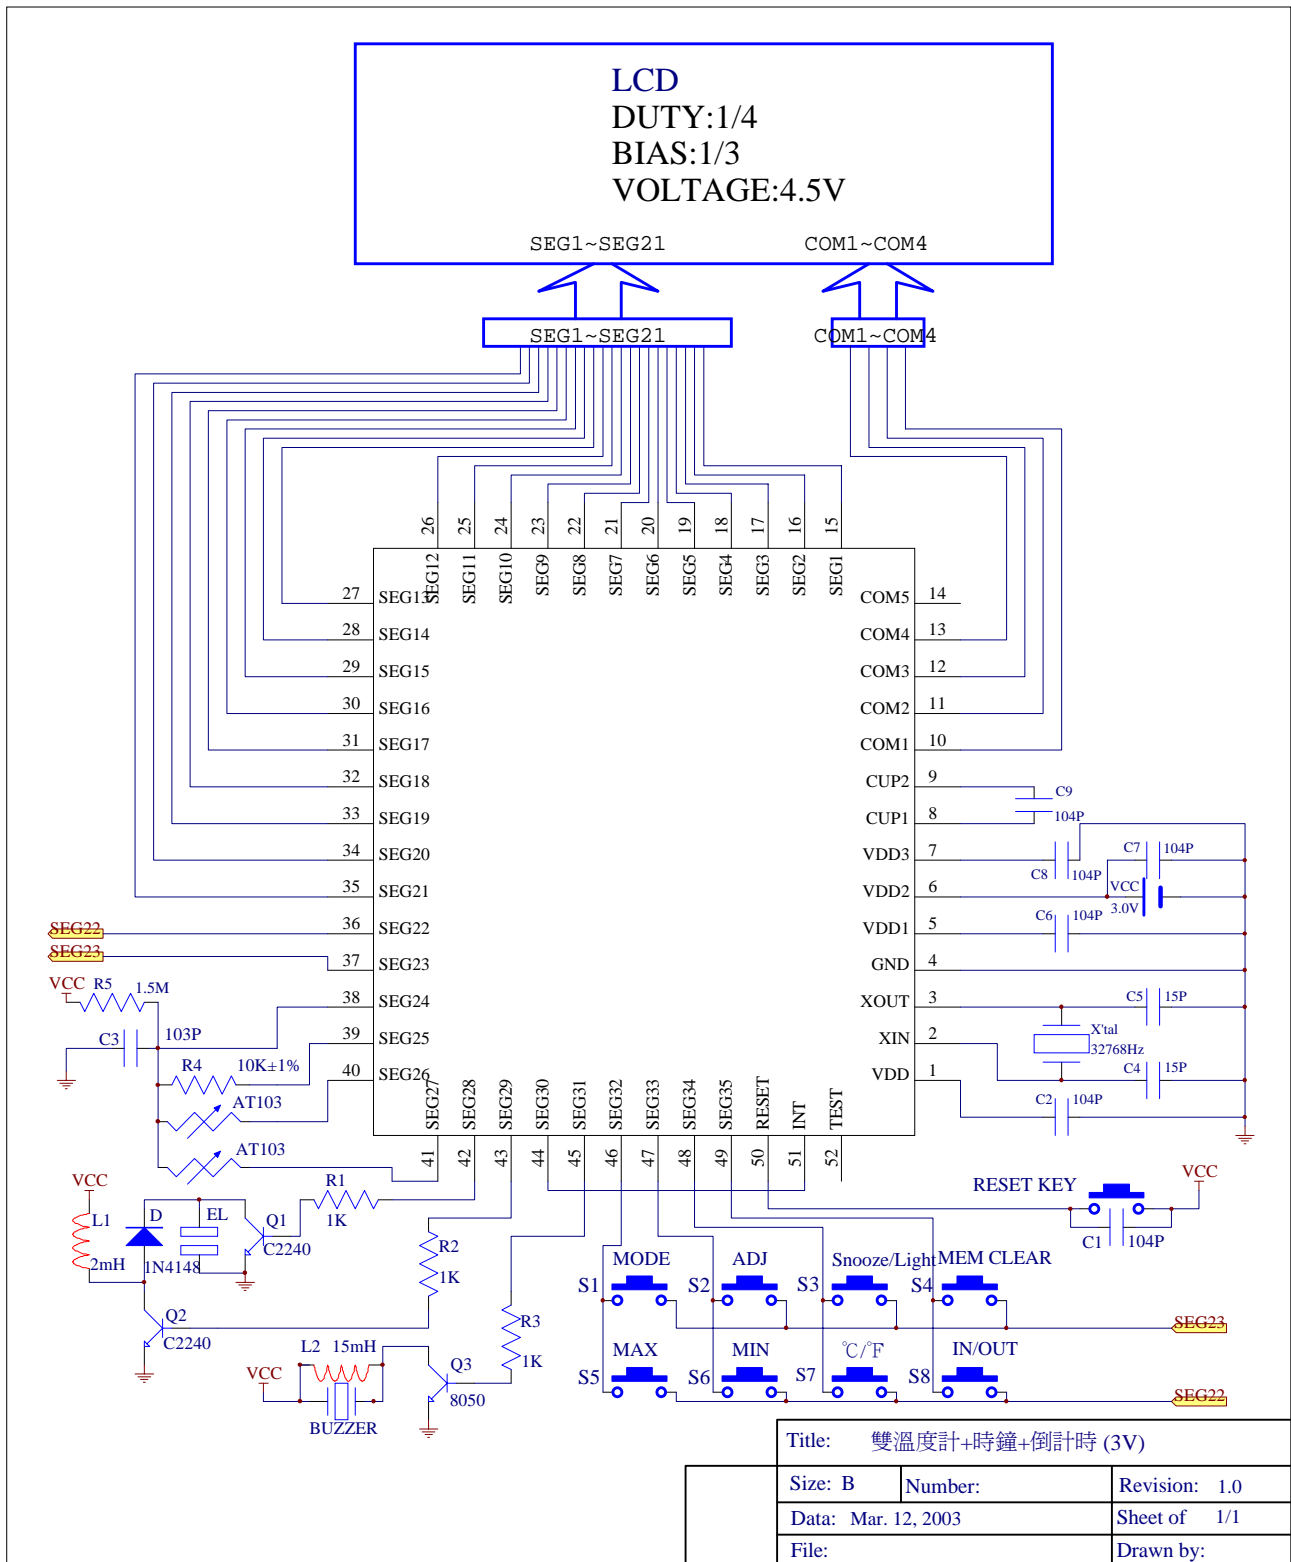 LCD
DUTY:1/4
BIAS:1/3
VOLTAGE:4.5V
SEG1~SEG21 COM1~COM4
SEG1~SEG21 COM1~COM4
26 25 24 23 22 21 20 19 18 17 16 15
SEG12 SEG11 SEG10 SEG9 SEG8 SEG7 SEG6 SEG5 SEG4 SEG3 SEG2 SEG1
27 SEG13 COM5 14
28 SEG14 COM4 13
29 SEG15 COM3 12
30 SEG16 COM2 11
31 SEG17 COM1 10
32 SEG18 CUP2 9
C9
33 SEG19 CUP1 8
104P
34 SEG20 VDD3 7
C8 104P
C7 104P
35 SEG21 VDD2 6
VCC
3.0V
SEG22 36 SEG22 VDD1 5
C6 104P
SEG23 37 SEG23 GND 4
VCC R5 1.5M
38 SEG24 XOUT 3
C5 15P
C3 103P
39 SEG25 XIN 2
X'tal
32768Hz
R4 10K±1%
40 SEG26 VDD 1
C4 15P
C2 104P
AT103
AT103
SEG27 SEG28 SEG29 SEG30 SEG31 SEG32 SEG33 SEG34 SEG35 RESET INT TEST
41 42 43 44 45 46 47 48 49 50 51 52
VCC
L1
2mH
D
1N4148
EL
Q1
C2240
R1
1K
RESET KEY
VCC
C1 104P
R2
1K
Q2
C2240
R3
1K
L2 15mH
VCC
BUZZER
Q3
8050
MODE ADJ Snooze/Light MEM CLEAR
S1 S2 S3 S4
SEG23
MAX MIN ℃/℉ IN/OUT
S5 S6 S7 S8
SEG22
Title: 雙溫度計+時鐘+倒計時 (3V)
Size: B Number: Revision: 1.0
Data: Mar. 12, 2003 Sheet of 1/1
File: Drawn by: